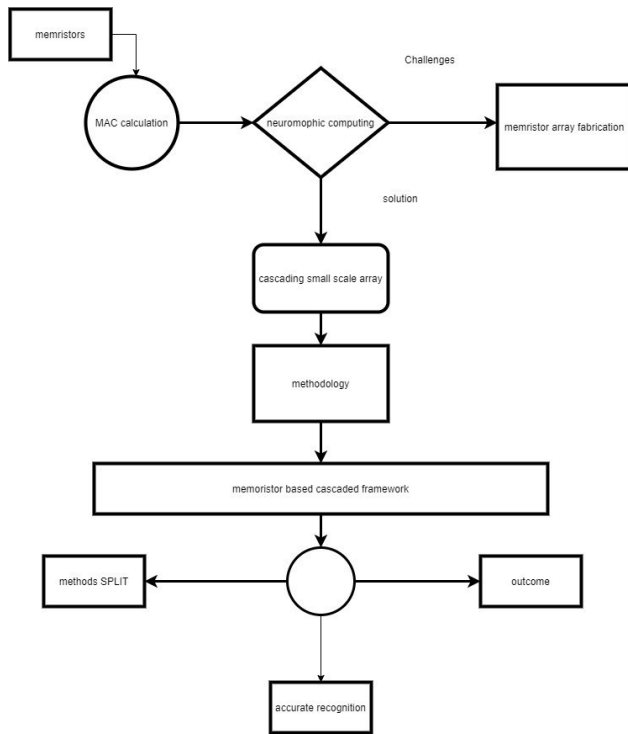 memristors
Challenges
MAC calculation
neuromophic computing
memristor array fabrication
solution
cascading small scale array
methodology
memoristor based cascaded framework
methods SPLIT
outcome
accurate recognition